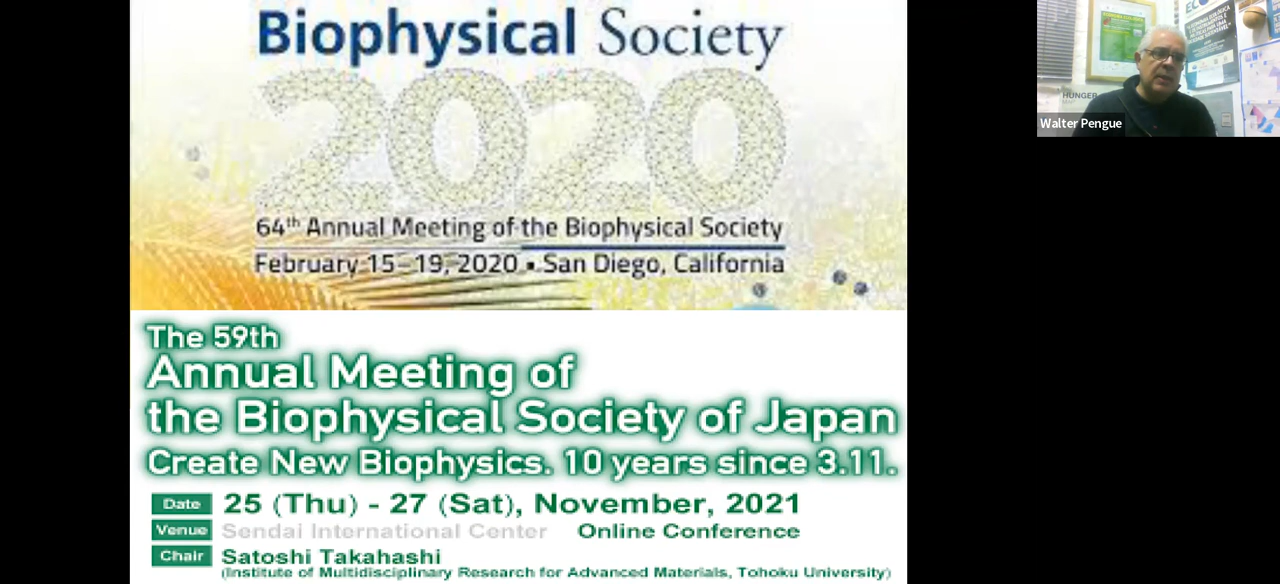 Biophysical Society
2020
64th Annual Meeting of the Biophysical Society
February 15–19, 2020 • San Diego, California
The 59th
Annual Meeting of
the Biophysical Society of Japan
Create New Biophysics. 10 years since 3.11.
Date 25 (Thu) - 27 (Sat), November, 2021
Venue Sendai International Center Online Conference
Chair Satoshi Takahashi
(Institute of Multidisciplinary Research for Advanced Materials, Tohoku University)
HUNGER
Walter Pengue